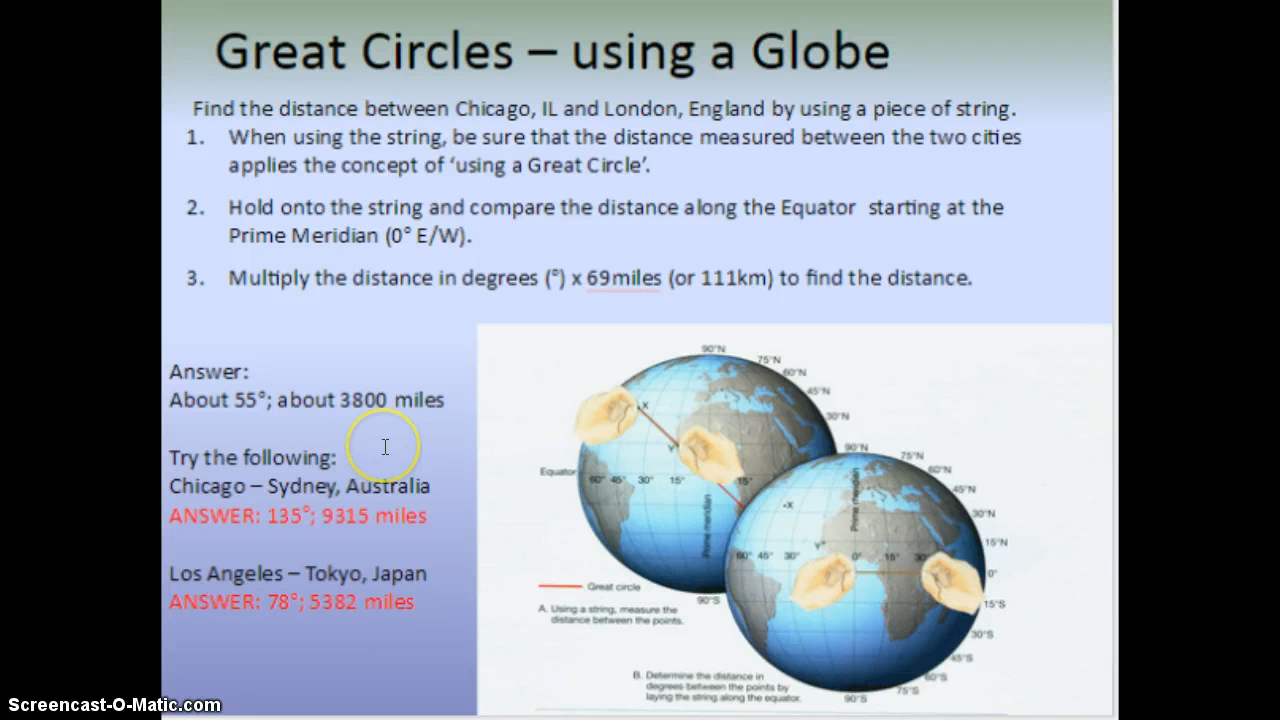 Great Circles – using a Globe
Find the distance between Chicago, IL and London, England by using a piece of string.
1. When using the string, be sure that the distance measured between the two cities
applies the concept of ‘using a Great Circle’.
2. Hold onto the string and compare the distance along the Equator starting at the
Prime Meridian (0° E/W).
3. Multiply the distance in degrees (°) x 69miles (or 111km) to find the distance.
Answer:
About 55°; about 3800 miles
Try the following:
Chicago – Sydney, Australia
ANSWER: 135°; 9315 miles
Los Angeles – Tokyo, Japan
ANSWER: 78°; 5382 miles
90°N
75°N
60°N
45°N
30°N
X
Y
Equator
60° 45° 30° 15°
15°
Prime meridian
90°S
Great circle
A. Using a string, measure the
distance between the points.
90°N
75°N
60°N
45°N
30°N
15°N
0°
15°S
30°S
45°S
60°S
75°S
90°S
X
Y
Prime meridian
60° 45° 30°
0° 15° 30°
B. Determine the distance in
degrees between the points by
laying the string along the equator.
Screencast-O-Matic.com